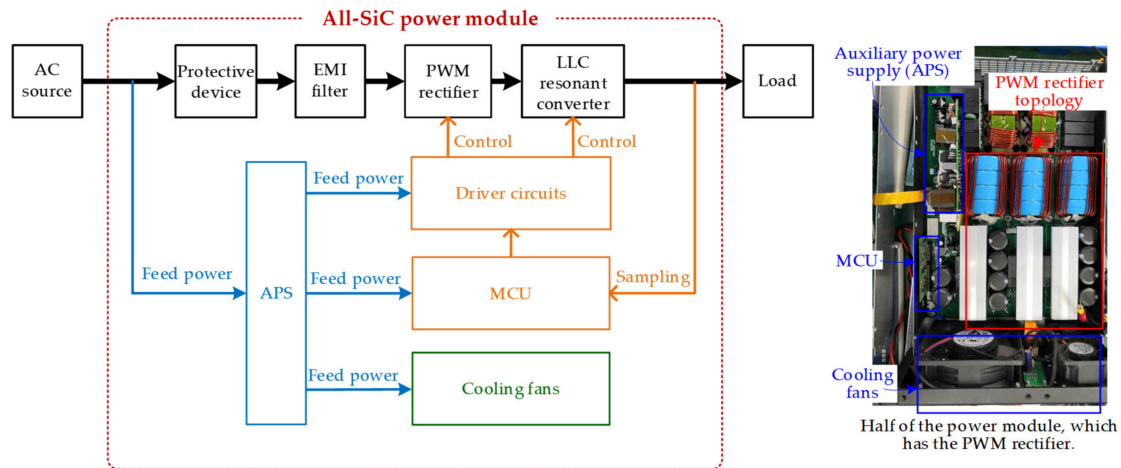 All-SiC power module
AC
source
Protective
device
EMI
filter
PWM
rectifier
LLC
resonant
converter
Load
Control
Control
Feed power
Driver circuits
Feed power
Feed power
APS
MCU
Sampling
Feed power
Cooling fans
Auxiliary power
supply (APS)
PWM rectifier
topology
MCU
Cooling
fans
Half of the power module, which
has the PWM rectifier.